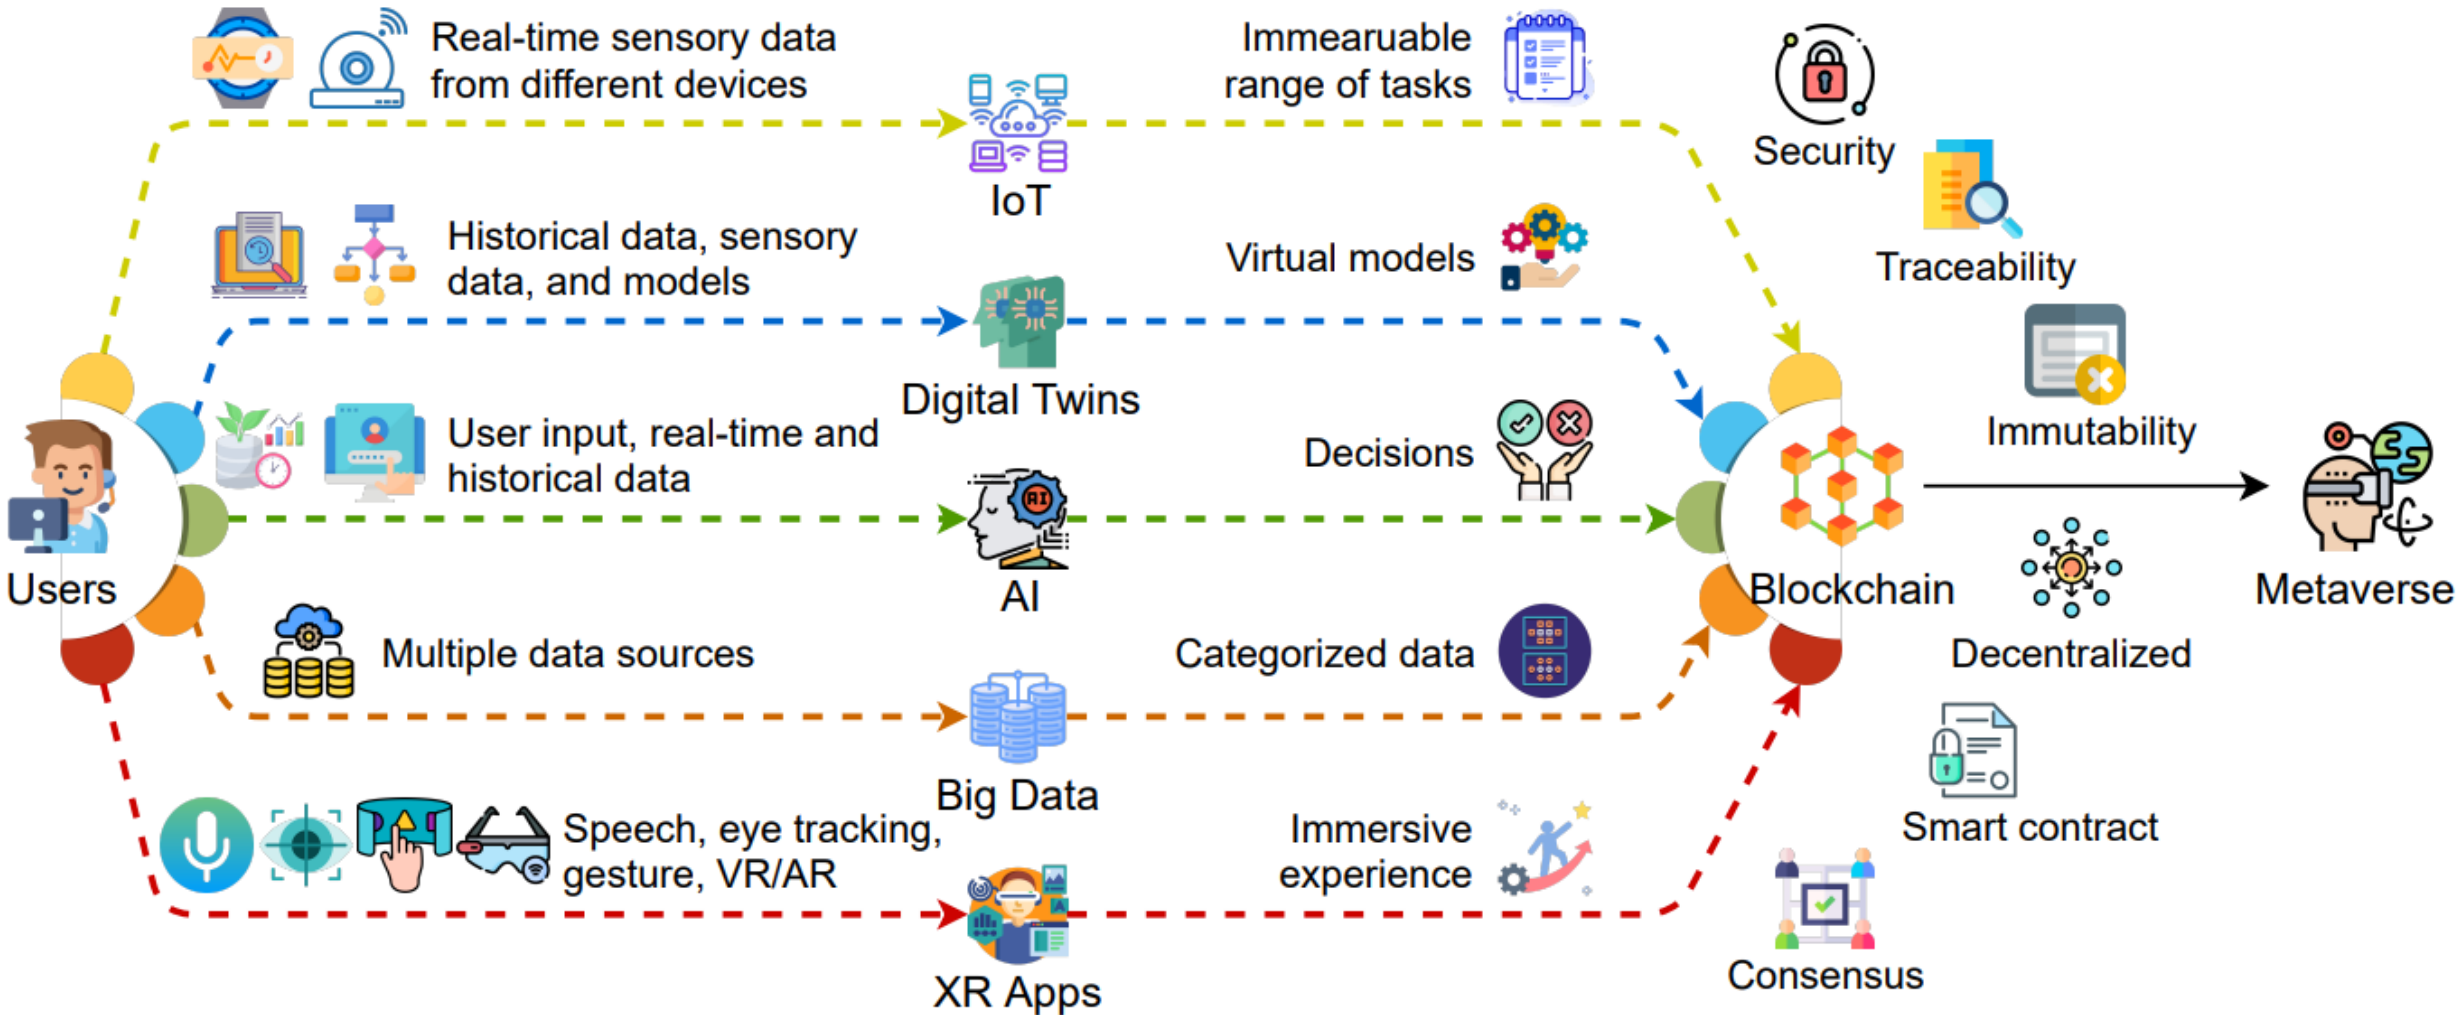 Real-time sensory data
from different devices
IoT
Immearuable
range of tasks
Security
Traceability
Historical data, sensory
data, and models
Digital Twins
Virtual models
Immutability
User input, real-time and
historical data
AI
AI
Decisions
Users
Blockchain
Metaverse
Multiple data sources
Big Data
Categorized data
Decentralized
Smart contract
Speech, eye tracking,
gesture, VR/AR
XR Apps
Immersive
experience
Consensus